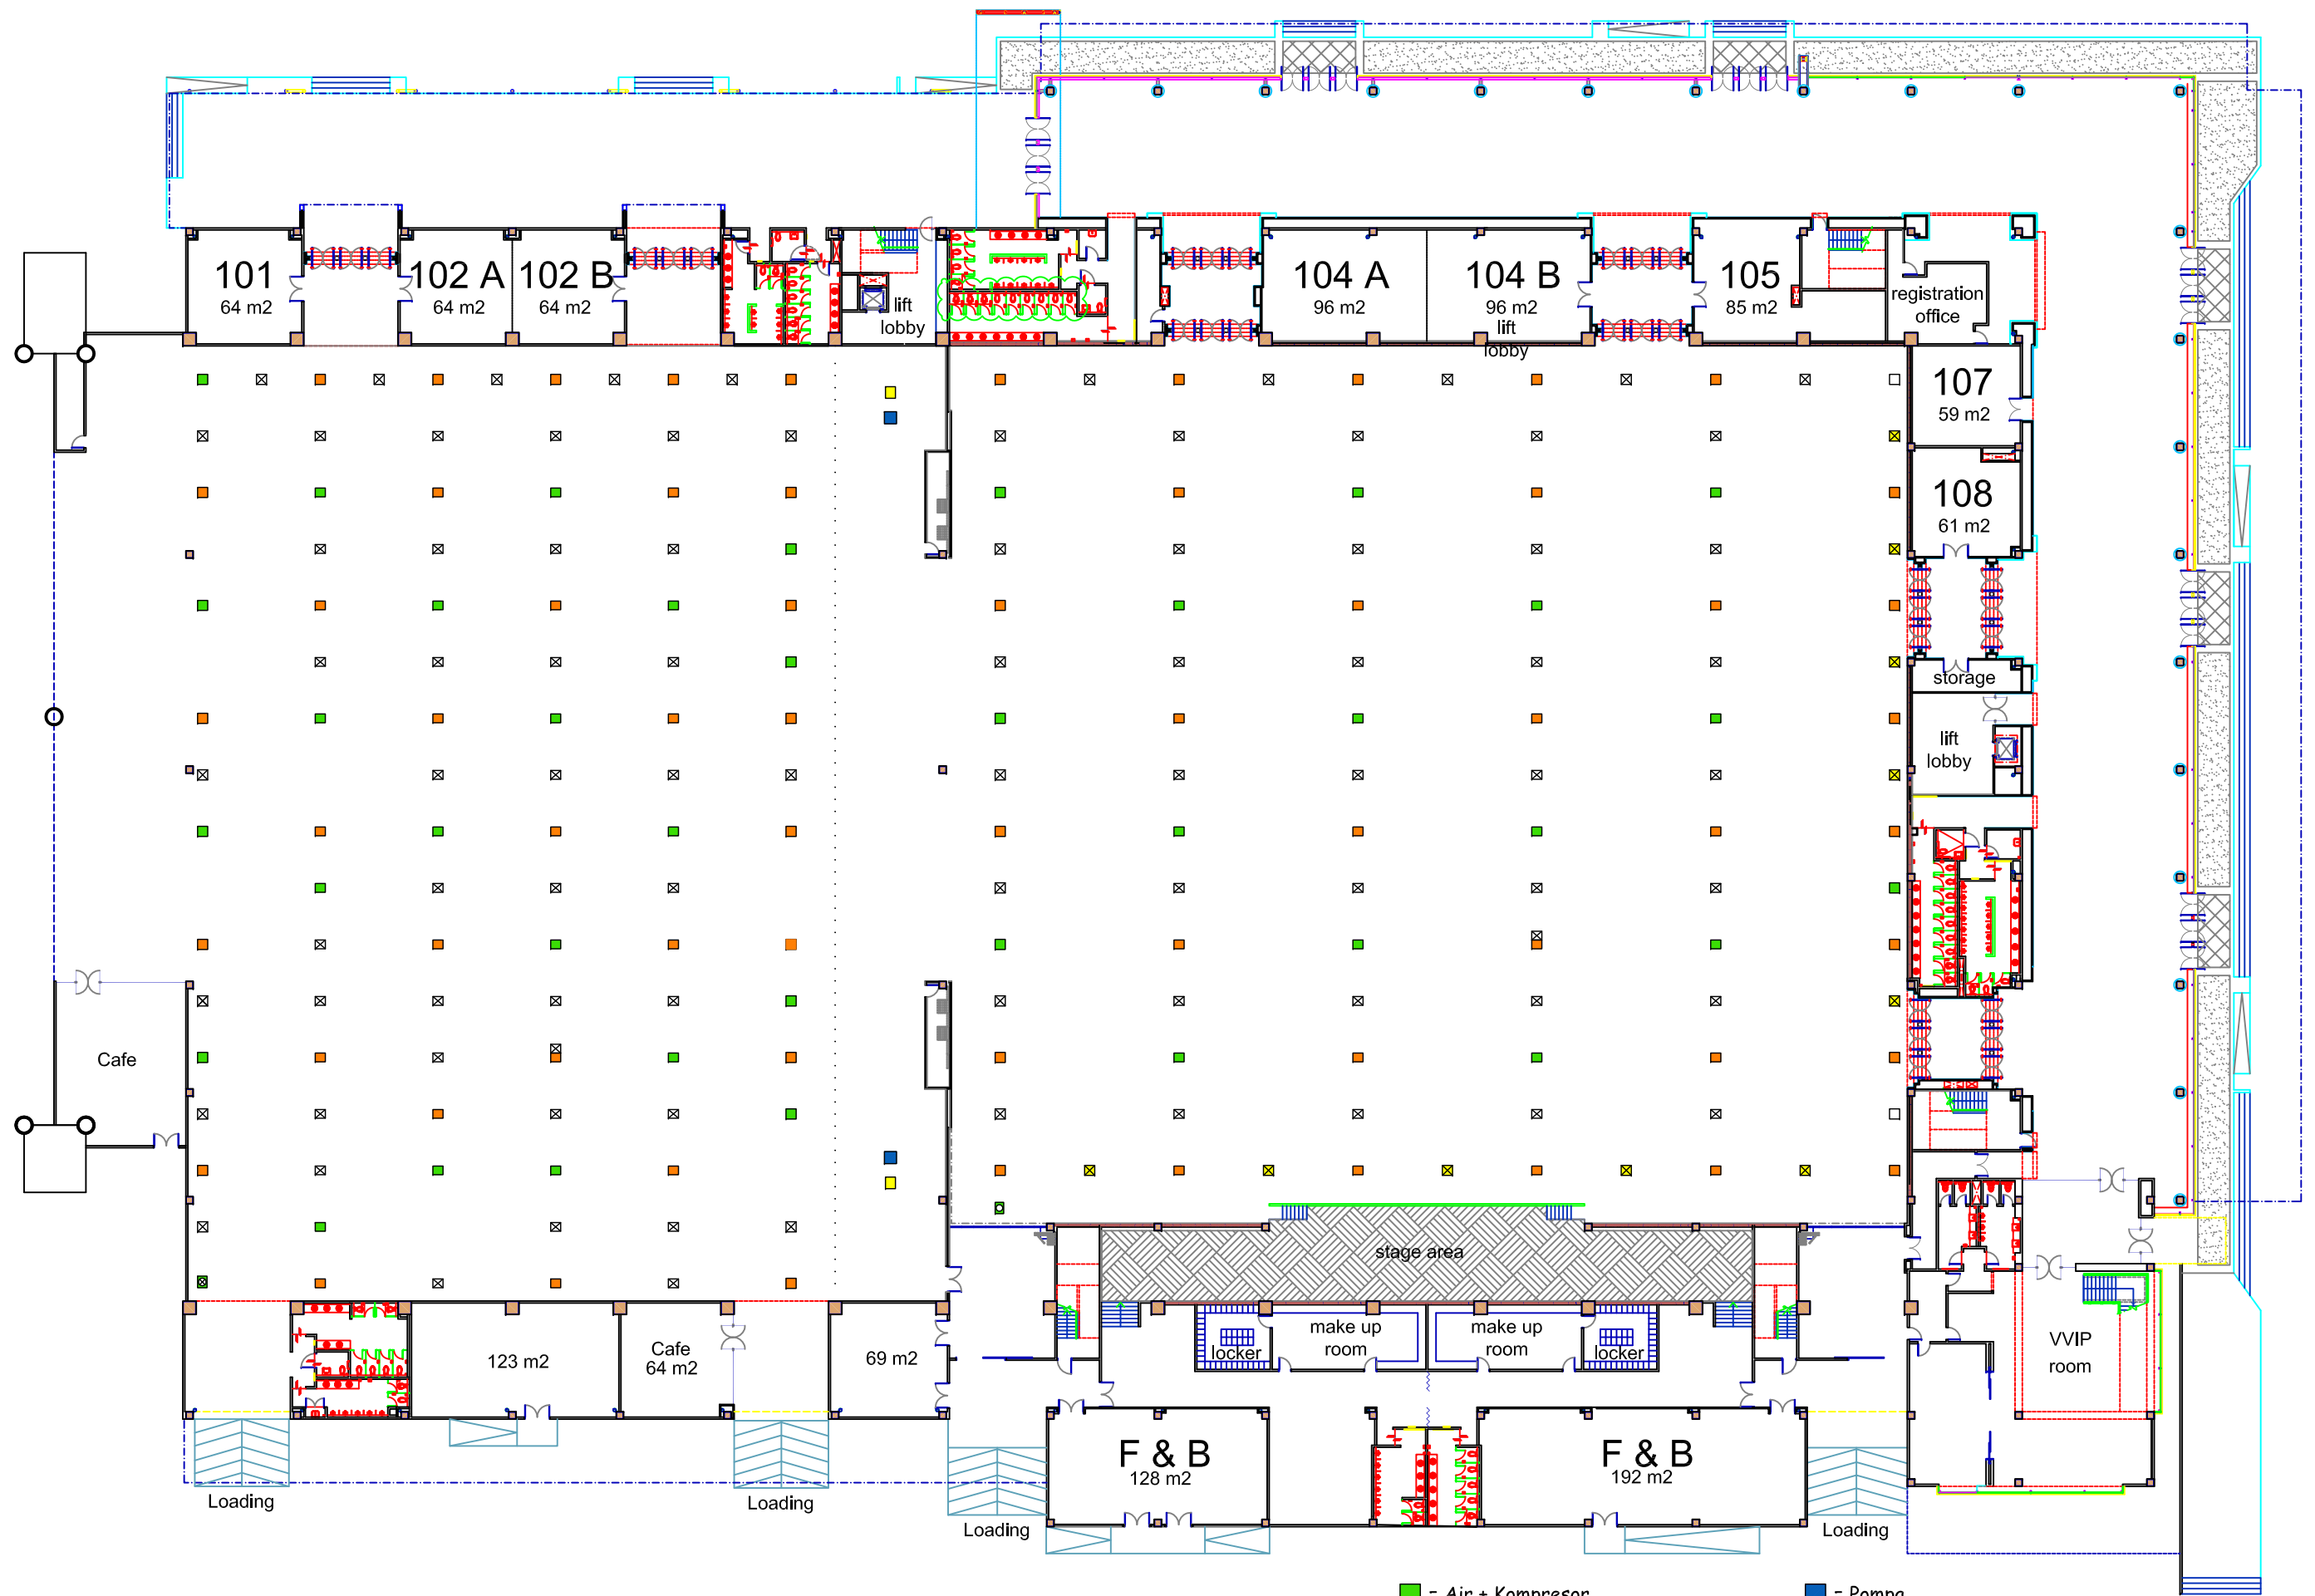 101
64 m2
102 A
64 m2
102 B
64 m2
lift
lobby
104 A
96 m2
104 B
96 m2
lift
lobby
105
85 m2
registration
office
107
59 m2
108
61 m2
storage
lift
lobby
Cafe
stage area
make up
room
make up
room
locker
locker
VVIP
room
123 m2
Cafe
64 m2
69 m2
F & B
128 m2
F & B
192 m2
Loading
Loading
Loading
Loading
= Air + Kompresor
= Pompa